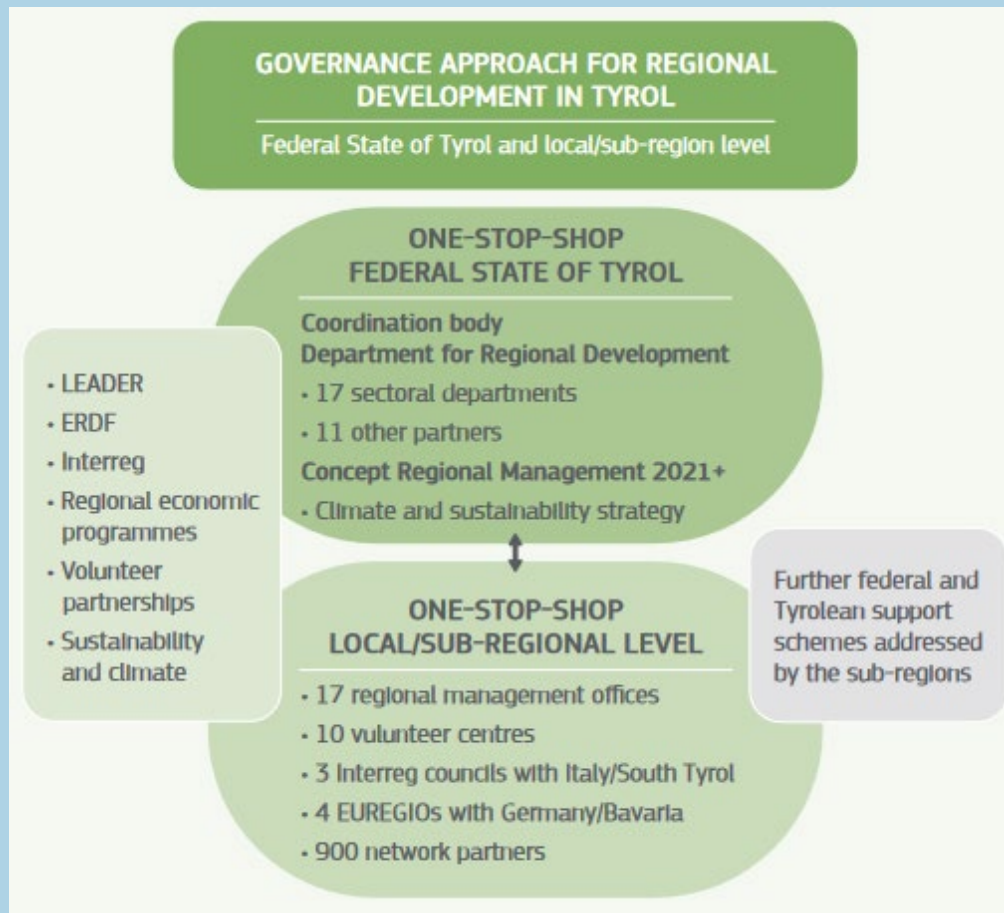 GOVERNANCE APPROACH FOR REGIONAL
DEVELOPMENT IN TYROL
Federal State of Tyrol and local/sub-region level
ONE-STOP-SHOP
FEDERAL STATE OF TYROL
Coordination body
Department for Regional Development
• 17 sectoral departments
• 11 other partners
Concept Regional Management 2021+
• Climate and sustainability strategy
• LEADER
• ERDF
• Interreg
• Regional economic
programmes
• Volunteer
partnerships
• Sustainability
and climate
ONE-STOP-SHOP
LOCAL/SUB-REGIONAL LEVEL
• 17 regional management offices
• 10 vulunteer centres
• 3 Interreg councils with Italy/South Tyrol
• 4 EUREGIOs with Germany/Bavaria
• 900 network partners
Further federal and
Tyrolean support
schemes addressed
by the sub-regions